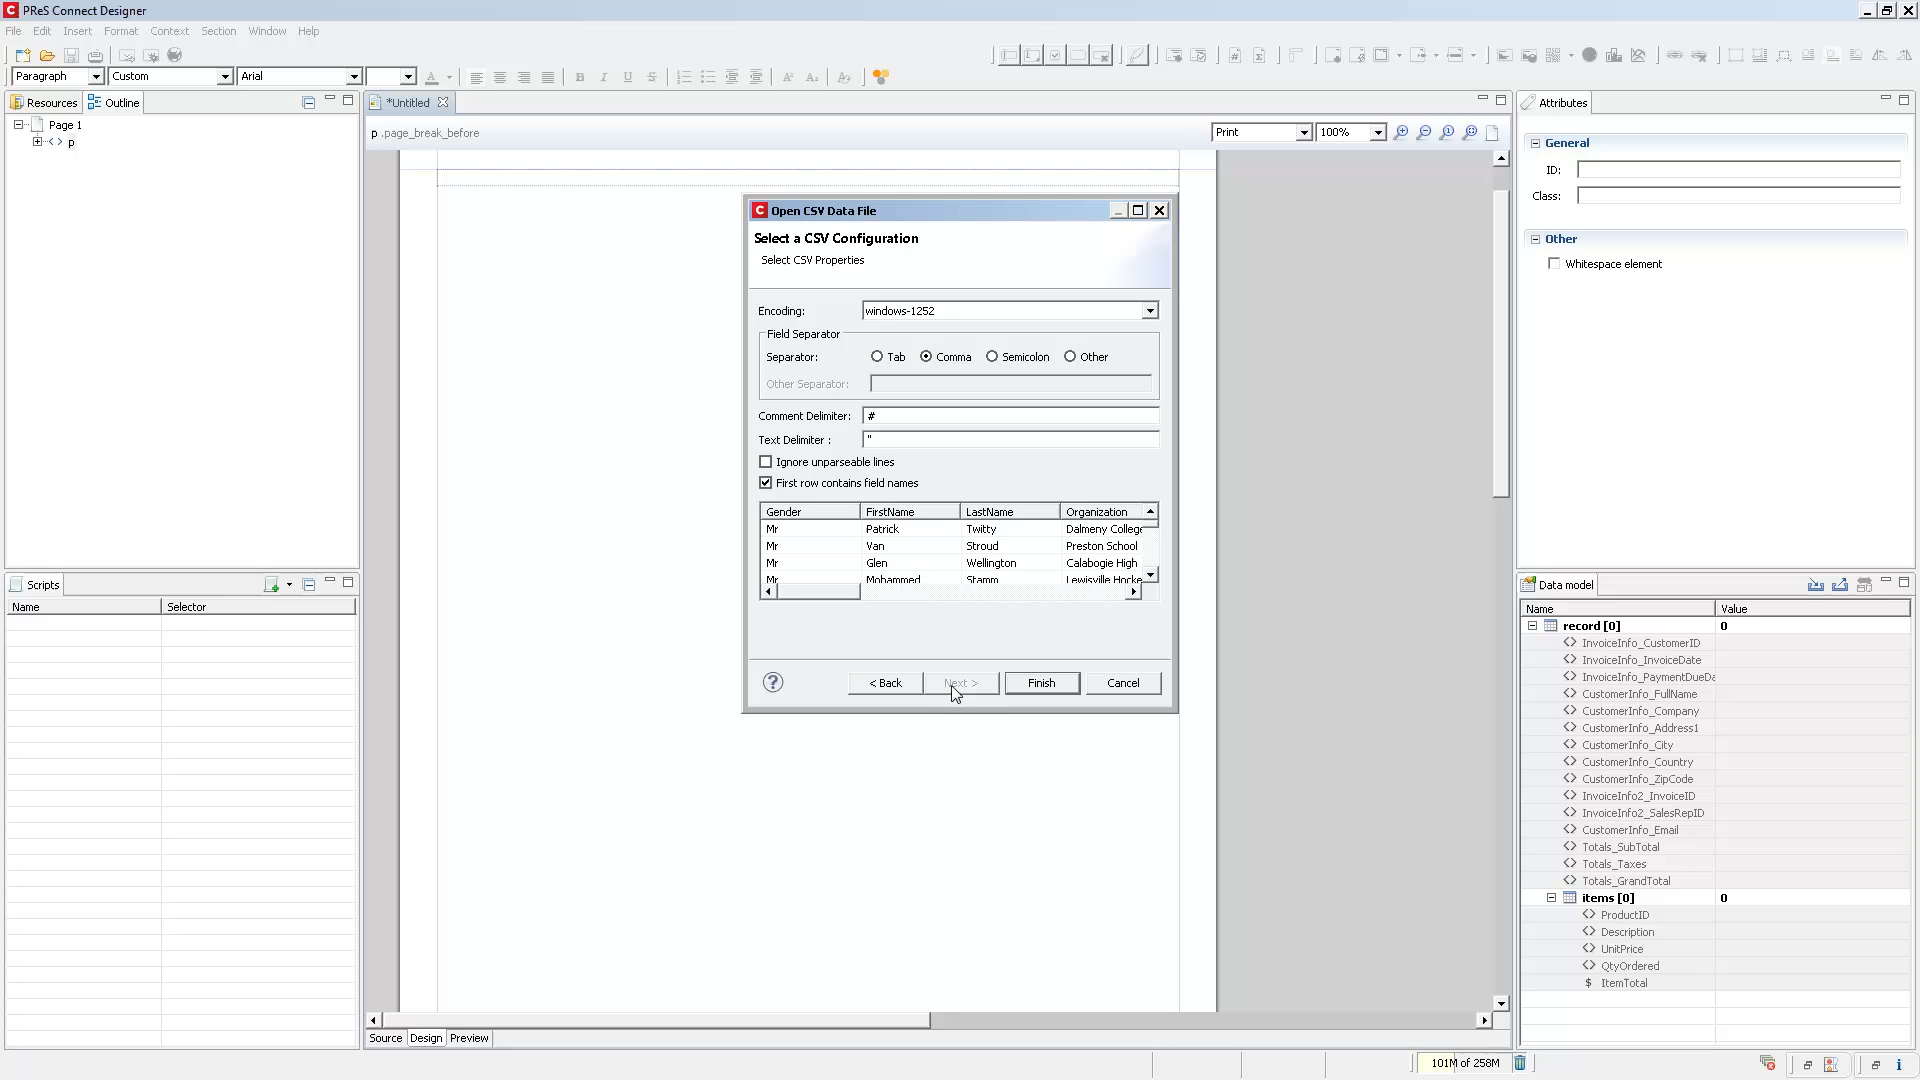 PReS Connect Designer
File Edit Insert Format Context Section Window Help
Paragraph Custom Arial
Resources Outline
Page 1
p
*Untitled
p .page_break_before
Print 100%
Open CSV Data File
Select a CSV Configuration
Select CSV Properties
Encoding: windows-1252
Field Separator
Separator: Tab Comma Semicolon Other
Other Separator:
Comment Delimiter: #
Text Delimiter : "
Ignore unparseable lines
First row contains field names
Gender FirstName LastName Organization
Mr Patrick Twitty Dalmeny College
Mr Van Stroud Preston School
Mr Glen Wellington Calabogie High
Mr Mohammed Stamm Lewisville Hocke
< Back Next > Finish Cancel
Source Design Preview
Scripts
Name Selector
Attributes
General
ID:
Class:
Other
Whitespace element
Data model
Name Value
record [0] 0
InvoiceInfo_CustomerID
InvoiceInfo_InvoiceDate
InvoiceInfo_PaymentDueDa
CustomerInfo_FullName
CustomerInfo_Company
CustomerInfo_Address1
CustomerInfo_City
CustomerInfo_Country
CustomerInfo_ZipCode
InvoiceInfo2_InvoiceID
InvoiceInfo2_SalesRepID
CustomerInfo_Email
Totals_SubTotal
Totals_Taxes
Totals_GrandTotal
items [0] 0
ProductID
Description
UnitPrice
QtyOrdered
$ ItemTotal
101M of 258M